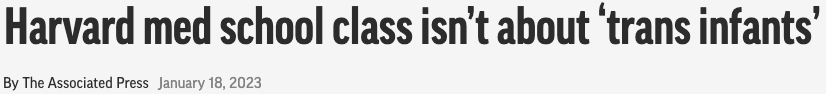 Harvard med school class isn't about ‘trans infants’
By The Associated Press January 18, 2023